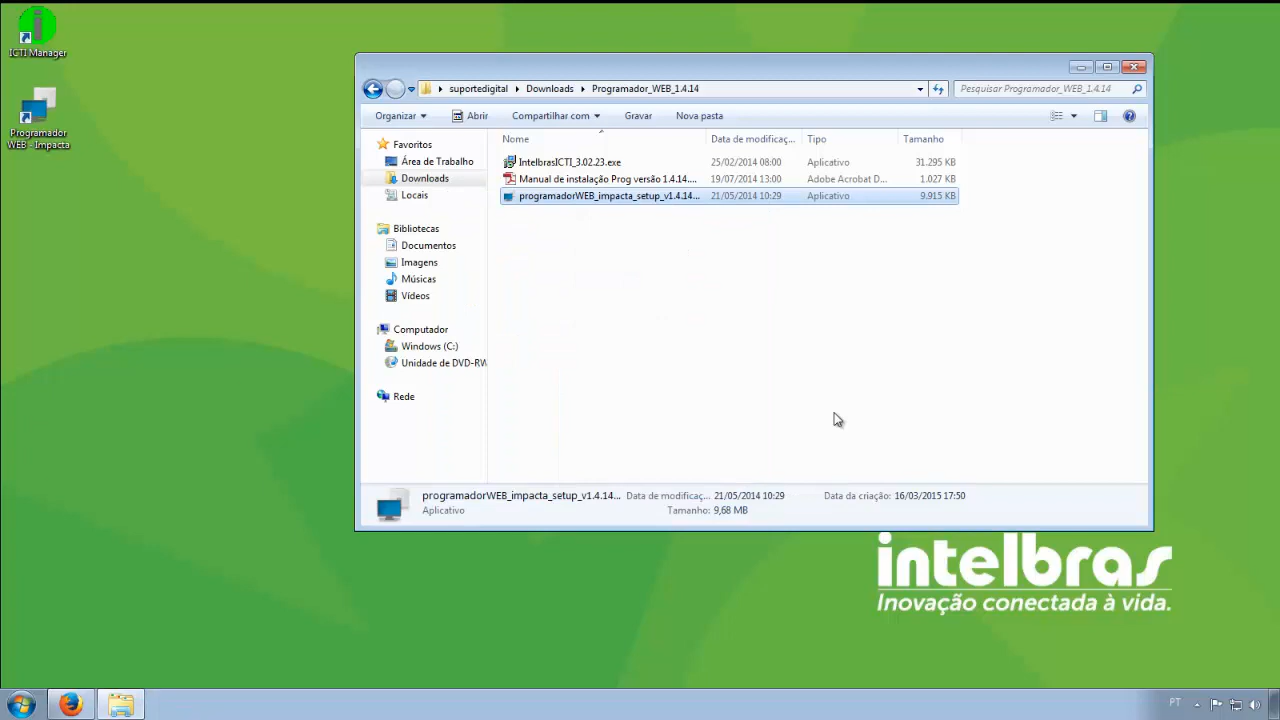 ICTI Manager
Programador
WEB - Impacta
suportedigital
Downloads
Programador_WEB_1.4.14
Pesquisar Programador_WEB_1.4.14
Organizar
Abrir
Compartilhar com
Gravar
Nova pasta
Nome
Data de modificaç...
Tipo
Tamanho
Favoritos
Área de Trabalho
Downloads
Locais
Bibliotecas
Documentos
Imagens
Músicas
Vídeos
Computador
Windows (C:)
Unidade de DVD-RW
Rede
IntelbrasICTI_3.02.23.exe
25/02/2014 08:00
Aplicativo
31.295 KB
Manual de instalação Prog versão 1.4.14....
19/07/2014 13:00
Adobe Acrobat D...
1.027 KB
programadorWEB_impacta_setup_v1.4.14...
21/05/2014 10:29
Aplicativo
9.915 KB
programadorWEB_impacta_setup_v1.4.14...
Data de modificaç... 21/05/2014 10:29
Data da criação: 16/03/2015 17:50
Aplicativo
Tamanho: 9,68 MB
intelbras
Inovação conectada à vida.
PT